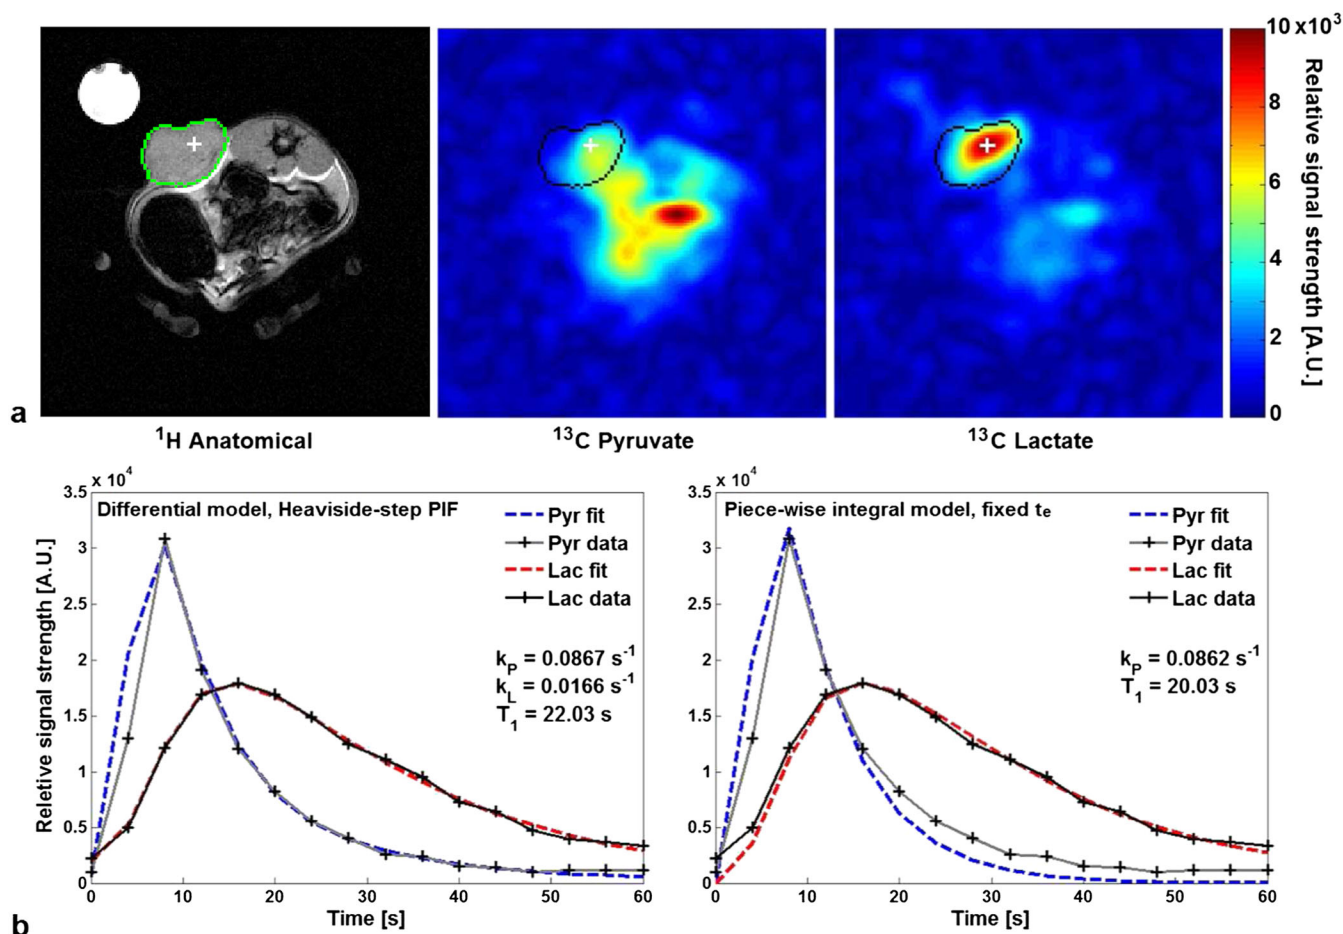 a
¹H Anatomical
¹³C Pyruvate
¹³C Lactate
10 x10³
8
6
4
2
0
Relative signal strength [A.U.]
b
x 10⁴
3.5
3
2.5
2
1.5
1
0.5
0
Reletive signal strength [A.U.]
Differential model, Heaviside-step PIF
Pyr fit
Pyr data
Lac fit
Lac data
k_P = 0.0867 s⁻¹
k_L = 0.0166 s⁻¹
T_1 = 22.03 s
0 10 20 30 40 50 60
Time [s]
x 10⁴
3.5
3
2.5
2
1.5
1
0.5
0
Piece-wise integral model, fixed tₑ
Pyr fit
Pyr data
Lac fit
Lac data
k_P = 0.0862 s⁻¹
T_1 = 20.03 s
0 10 20 30 40 50 60
Time [s]